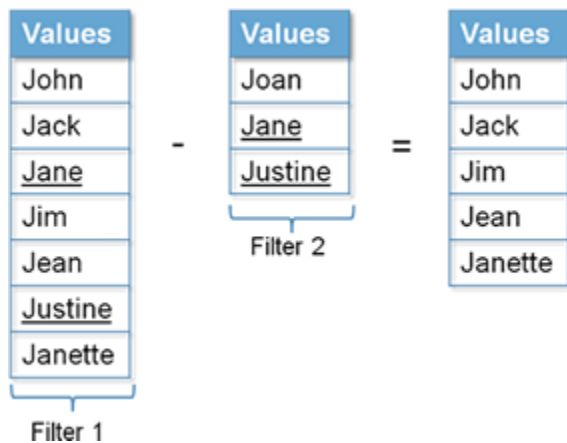 Values
John
Jack
Jane
Jim
Jean
Justine
Janette
Filter 1
-
Values
Joan
Jane
Justine
Filter 2
=
Values
John
Jack
Jim
Jean
Janette